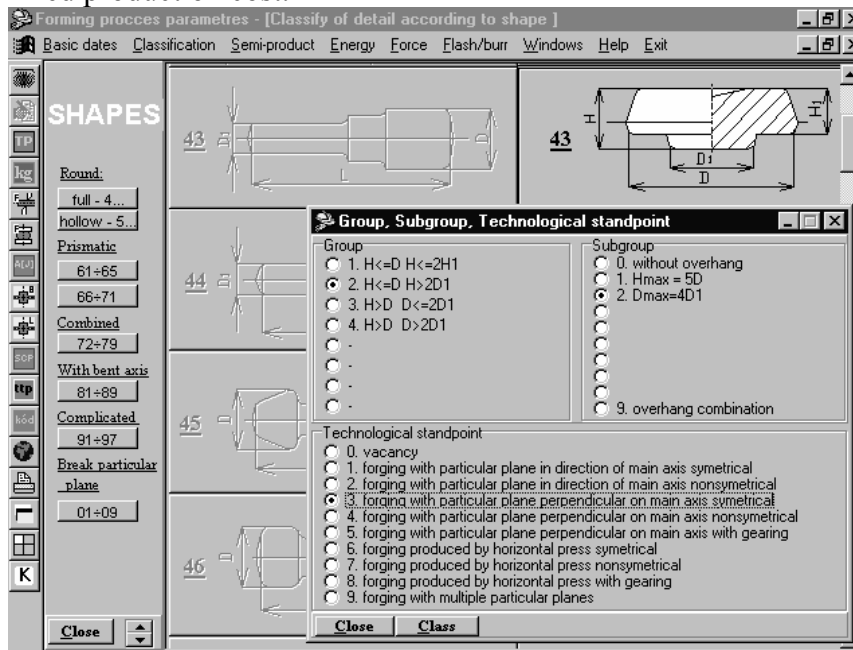 Forming procces parametres - [Classify of detail according to shape ]
Basic dates Classification Semi-product Energy Force Flash/burr Windows Help Exit
SHAPES
TP
kg
A(J)
SCP
ttp
kód
K
Round:
full - 4...
hollow - 5...
Prismatic
61÷65
66÷71
Combined
72÷79
With bent axis
81÷89
Complicated
91÷97
Break particular
plane
01÷09
Close
43
L
D
44
D
45
D
46
D
43
H
H1
D1
D
Group, Subgroup, Technological standpoint
Group
1. H<=D H<=2H1
2. H<=D H>2D1
3. H>D D<=2D1
4. H>D D>2D1
-
-
-
-
Subgroup
0. without overhang
1. Hmax = 5D
2. Dmax=4D1
9. overhang combination
Technological standpoint
0. vacancy
1. forging with particular plane in direction of main axis symetrical
2. forging with particular plane in direction of main axis nonsymetrical
3. forging with particular plane perpendicular on main axis symetrical
4. forging with particular plane perpendicular on main axis nonsymetrical
5. forging with particular plane perpendicular on main axis with gearing
6. forging produced by horizontal press symetrical
7. forging produced by horizontal press nonsymetrical
8. forging produced by horizontal press with gearing
9. forging with multiple particular planes
Close Class